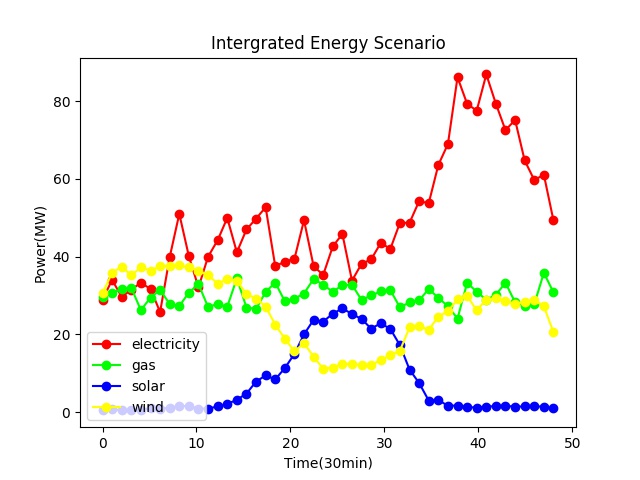 Intergrated Energy Scenario
Power(MW)
80
60
40
20
0
electricity
gas
solar
wind
0 10 20 30 40 50
Time(30min)